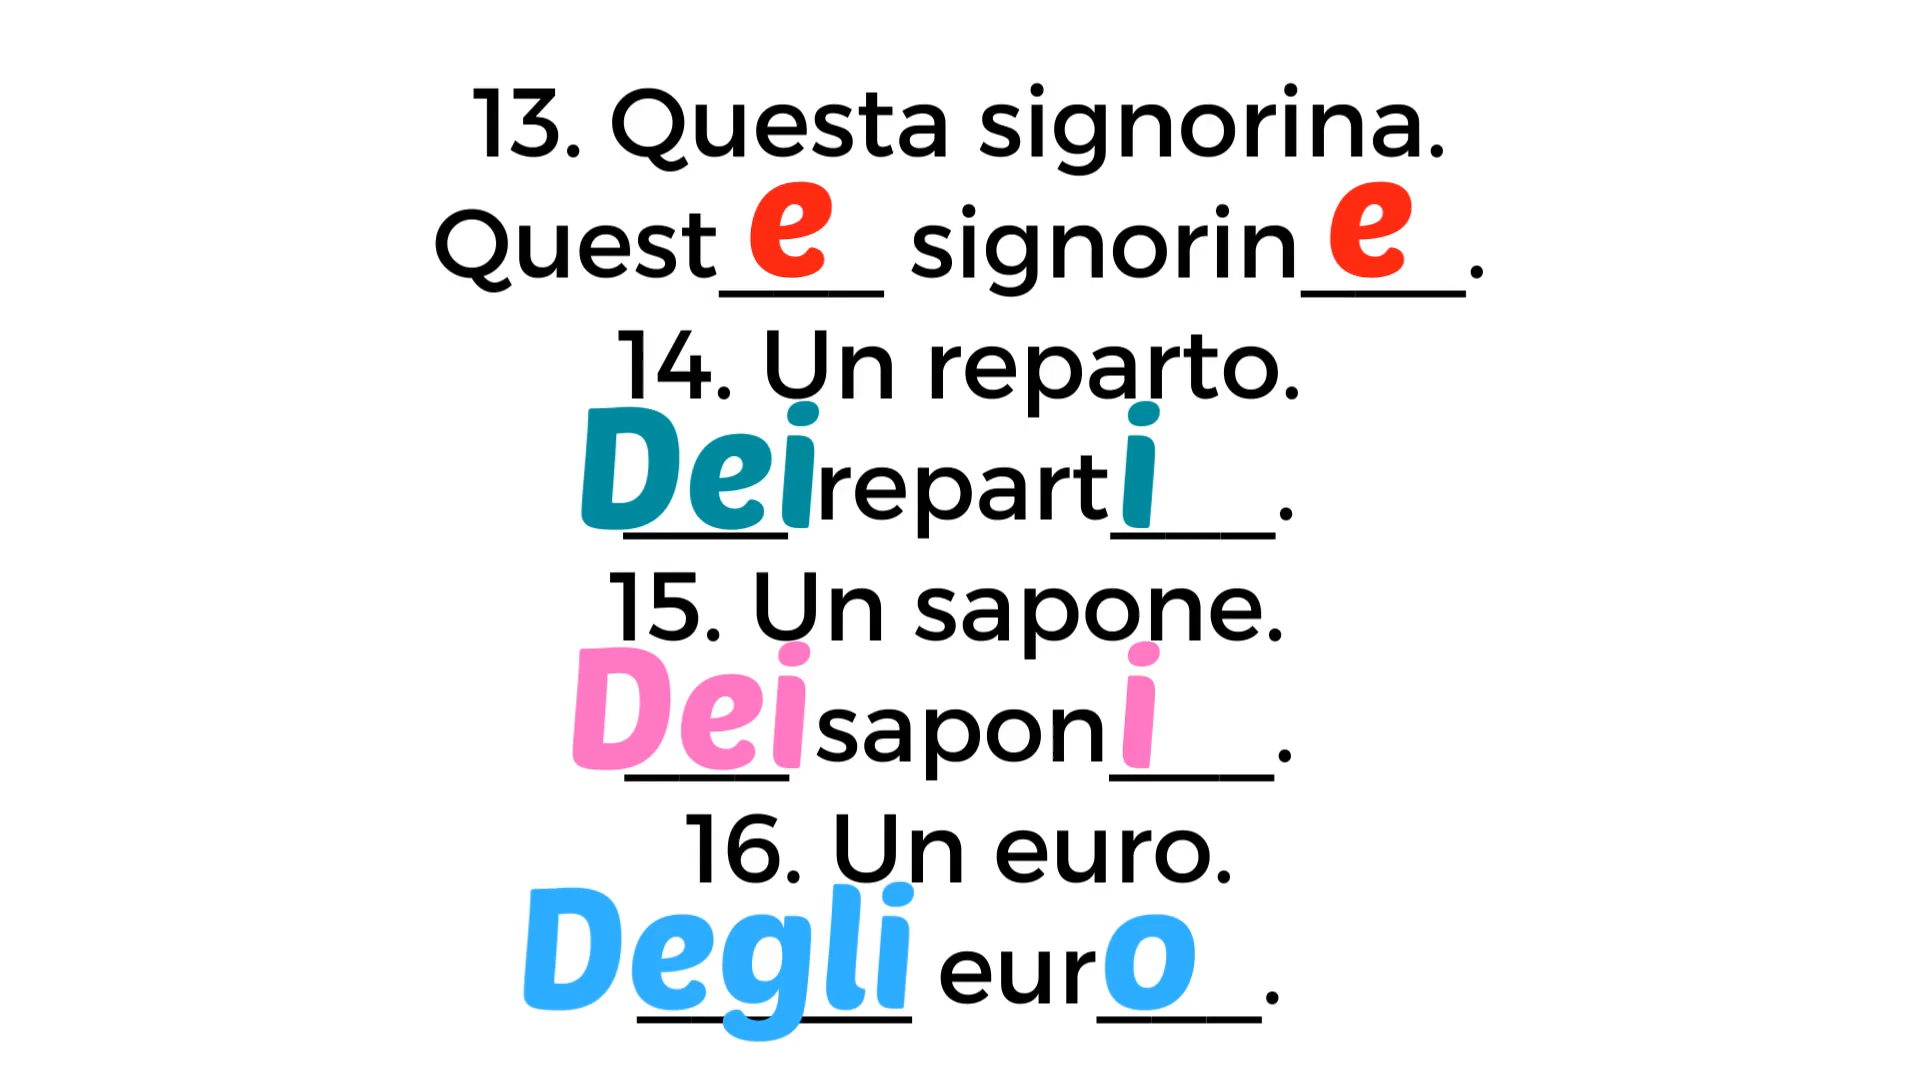 13. Questa signorina.
Queste signorine.
14. Un reparto.
Dei reparti.
15. Un sapone.
Dei saponi.
16. Un euro.
Degli euro.